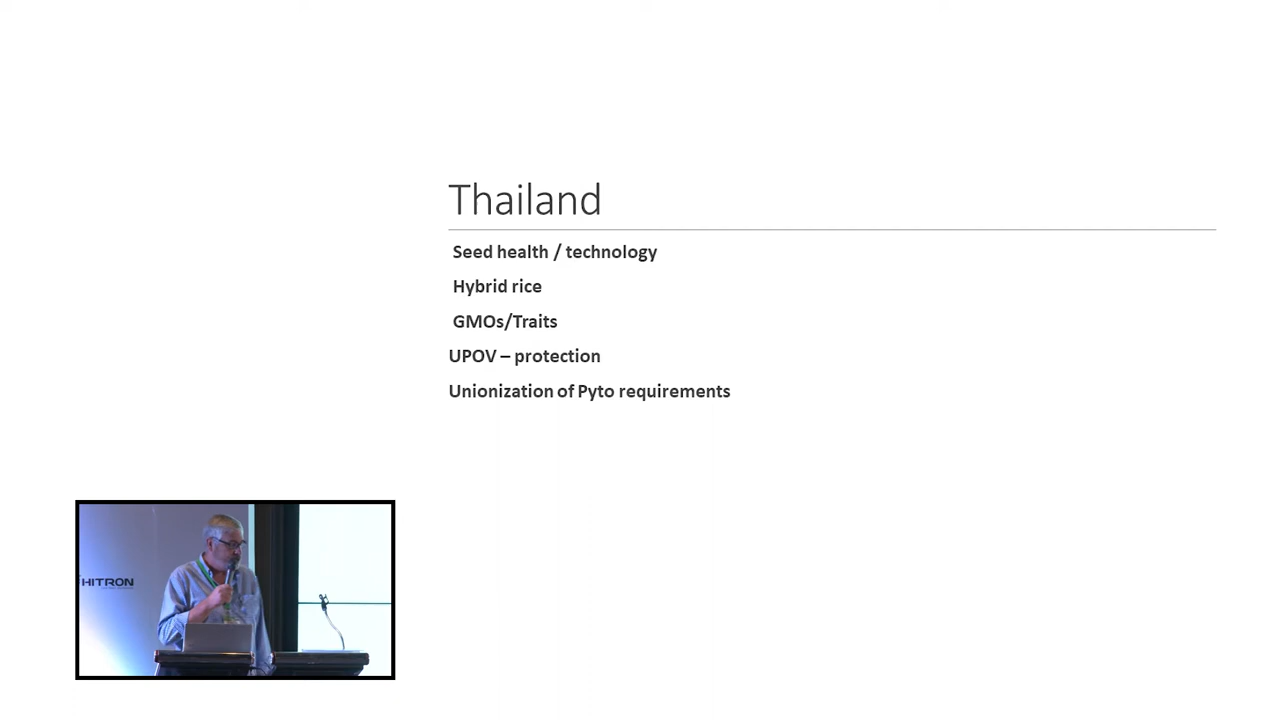 Thailand
Seed health / technology
Hybrid rice
GMOs/Traits
UPOV – protection
Unionization of Pyto requirements
HITRON